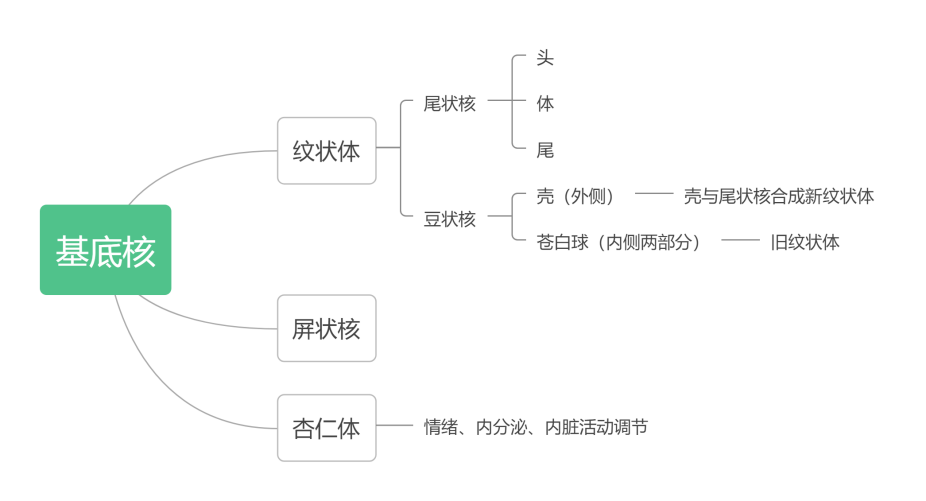 基底核
纹状体
尾状核
头
体
尾
豆状核
壳（外侧）
壳与尾状核合成新纹状体
苍白球（内侧两部分）
旧纹状体
屏状核
杏仁体
情绪、内分泌、内脏活动调节